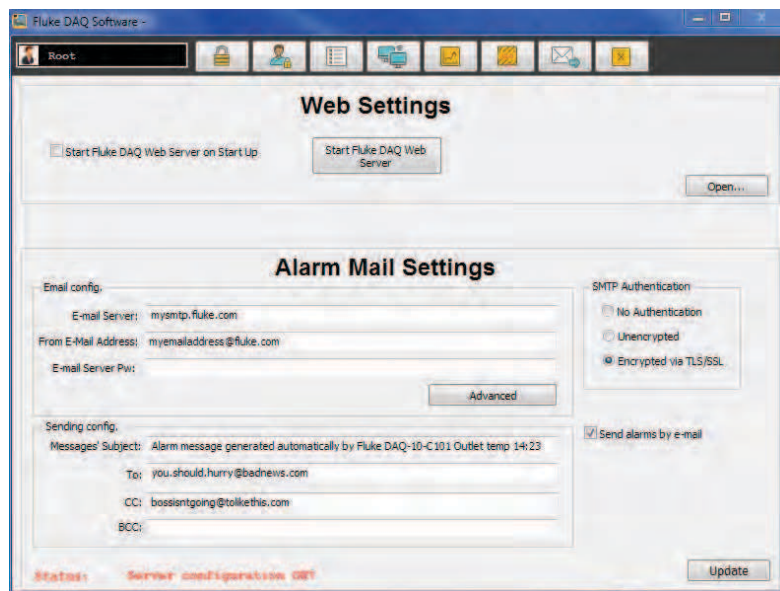 Fluke DAQ Software -
Root
Web Settings
Start Fluke DAQ Web Server on Start Up
Start Fluke DAQ Web
Server
Open...
Alarm Mail Settings
Email config.
E-mail Server: mysmtp.fluke.com
From E-Mail Address: myemailaddress@fluke.com
E-mail Server Pw:
Advanced
SMTP Authentication
No Authentication
Unencrypted
Encrypted via TLS/SSL
Sending config.
Messages' Subject: Alarm message generated automatically by Fluke DAQ-10-C101 Outlet temp 14:23
To: you.should.hurry@badnews.com
CC: bossisntgoing@tolikethis.com
BCC:
Send alarms by e-mail
Status: Server configuration
Update